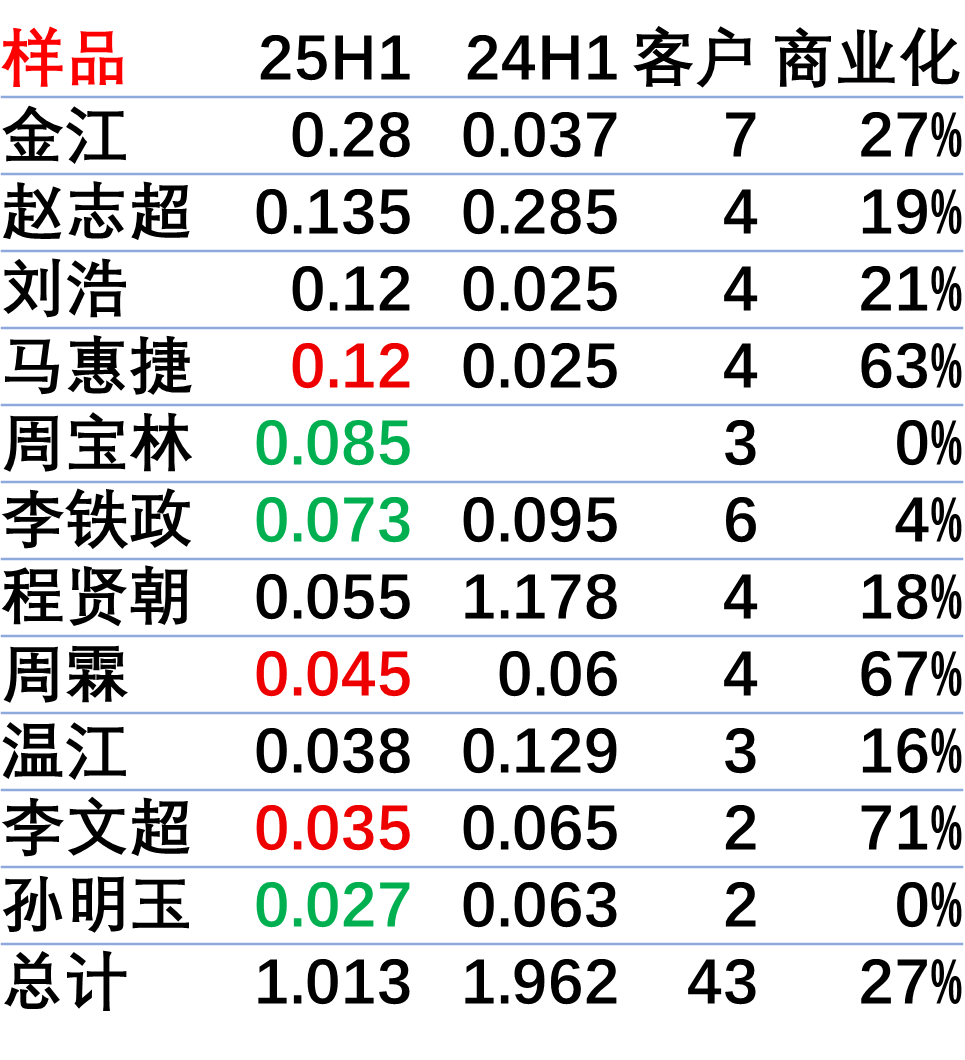 样品 25H1 24H1 客户 商业化
金江 0.28 0.037 7 27%
赵志超 0.135 0.285 4 19%
刘浩 0.12 0.025 4 21%
马惠捷 0.12 0.025 4 63%
周宝林 0.085 3 0%
李铁政 0.073 0.095 6 4%
程贤朝 0.055 1.178 4 18%
周霖 0.045 0.06 4 67%
温江 0.038 0.129 3 16%
李文超 0.035 0.065 2 71%
孙明玉 0.027 0.063 2 0%
总计 1.013 1.962 43 27%